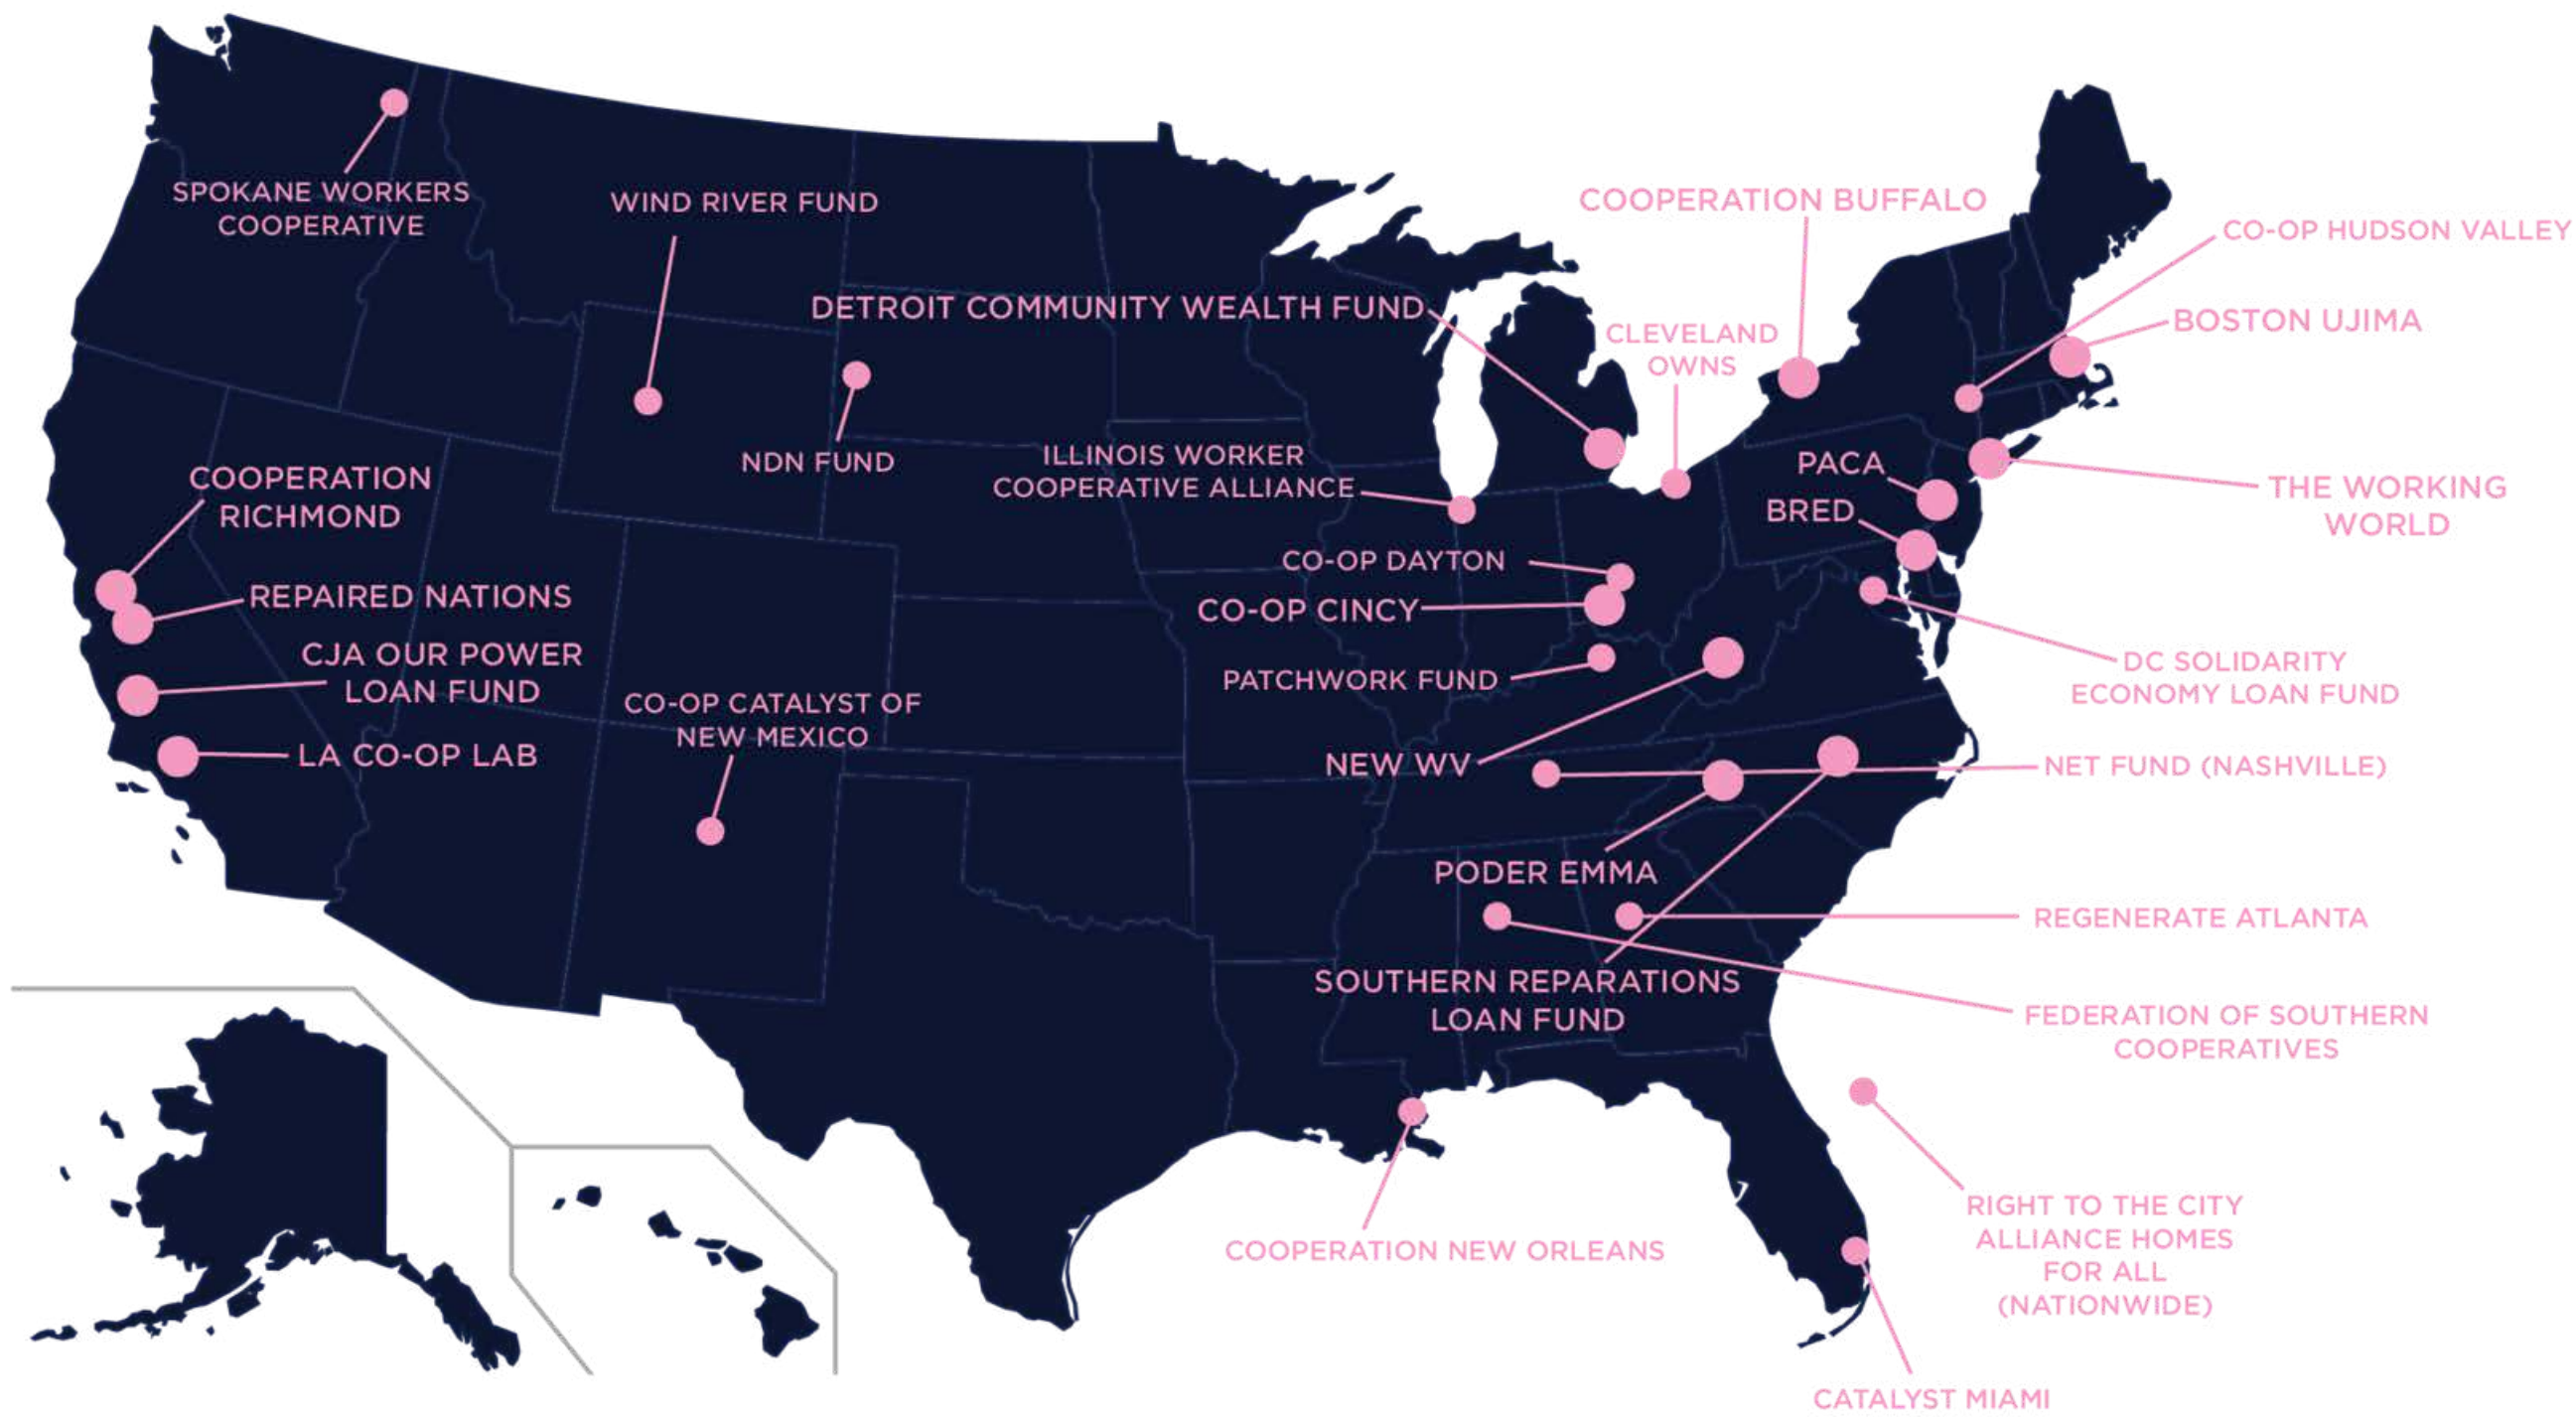 SPOKANE WORKERS
COOPERATIVE
WIND RIVER FUND
COOPERATION BUFFALO
CO-OP HUDSON VALLEY
DETROIT COMMUNITY WEALTH FUND
CLEVELAND
OWNS
BOSTON UJIMA
NDN FUND
ILLINOIS WORKER
COOPERATIVE ALLIANCE
PACA
BRED
THE WORKING
WORLD
COOPERATION
RICHMOND
CO-OP DAYTON
REPAIRED NATIONS
CO-OP CINCY
CJA OUR POWER
LOAN FUND
PATCHWORK FUND
DC SOLIDARITY
ECONOMY LOAN FUND
CO-OP CATALYST OF
NEW MEXICO
LA CO-OP LAB
NEW WV
NET FUND (NASHVILLE)
PODER EMMA
REGENERATE ATLANTA
SOUTHERN REPARATIONS
LOAN FUND
FEDERATION OF SOUTHERN
COOPERATIVES
COOPERATION NEW ORLEANS
RIGHT TO THE CITY
ALLIANCE HOMES
FOR ALL
(NATIONWIDE)
CATALYST MIAMI